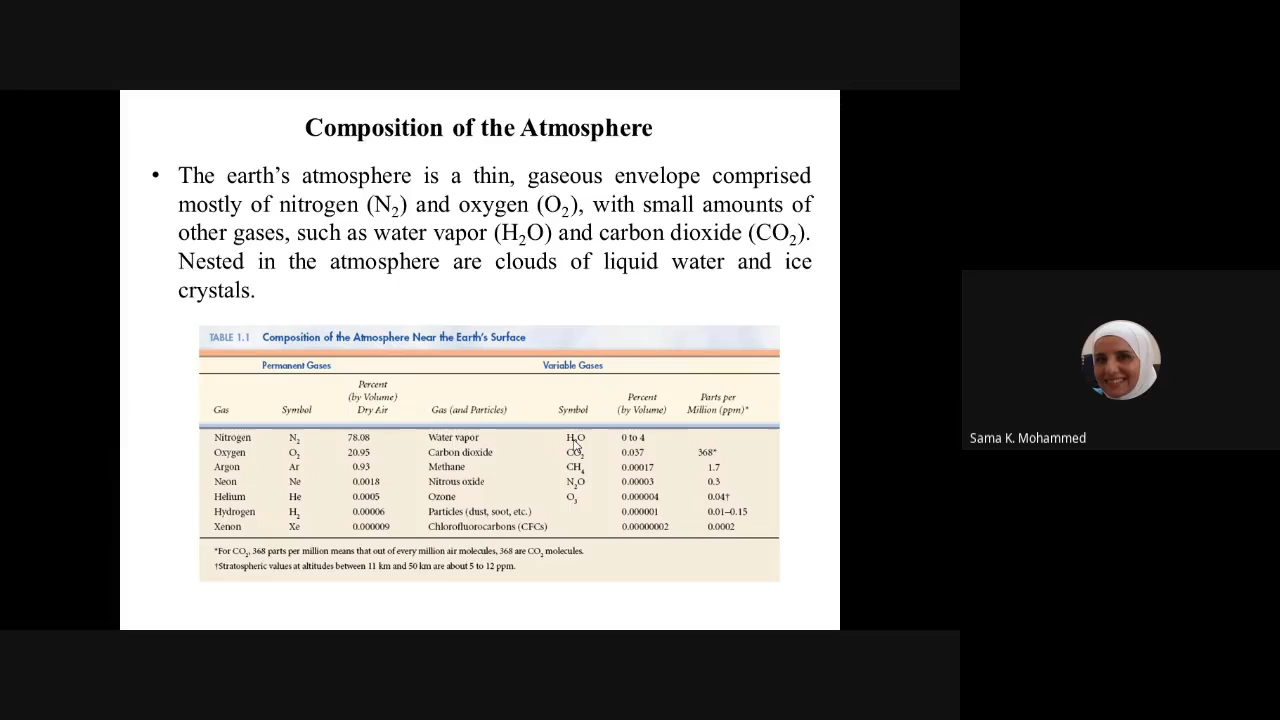 Composition of the Atmosphere
• The earth’s atmosphere is a thin, gaseous envelope comprised
mostly of nitrogen (N₂) and oxygen (O₂), with small amounts of
other gases, such as water vapor (H₂O) and carbon dioxide (CO₂).
Nested in the atmosphere are clouds of liquid water and ice
crystals.
TABLE 1.1 Composition of the Atmosphere Near the Earth’s Surface
Permanent Gases Variable Gases
Percent
(by Volume) Percent Parts per
Gas Symbol Dry Air Gas (and Particles) Symbol (by Volume) Million (ppm)*
Nitrogen N₂ 78.08 Water vapor H₂O 0 to 4
Oxygen O₂ 20.95 Carbon dioxide CO₂ 0.037 368*
Argon Ar 0.93 Methane CH₄ 0.00017 1.7
Neon Ne 0.0018 Nitrous oxide N₂O 0.00003 0.3
Helium He 0.0005 Ozone O₃ 0.000004 0.04†
Hydrogen H₂ 0.00006 Particles (dust, soot, etc.) 0.000001 0.01–0.15
Xenon Xe 0.000009 Chlorofluorocarbons (CFCs) 0.00000002 0.0002
*For CO₂, 368 parts per million means that out of every million air molecules, 368 are CO₂ molecules.
†Stratospheric values at altitudes between 11 km and 50 km are about 5 to 12 ppm.
Sama K. Mohammed